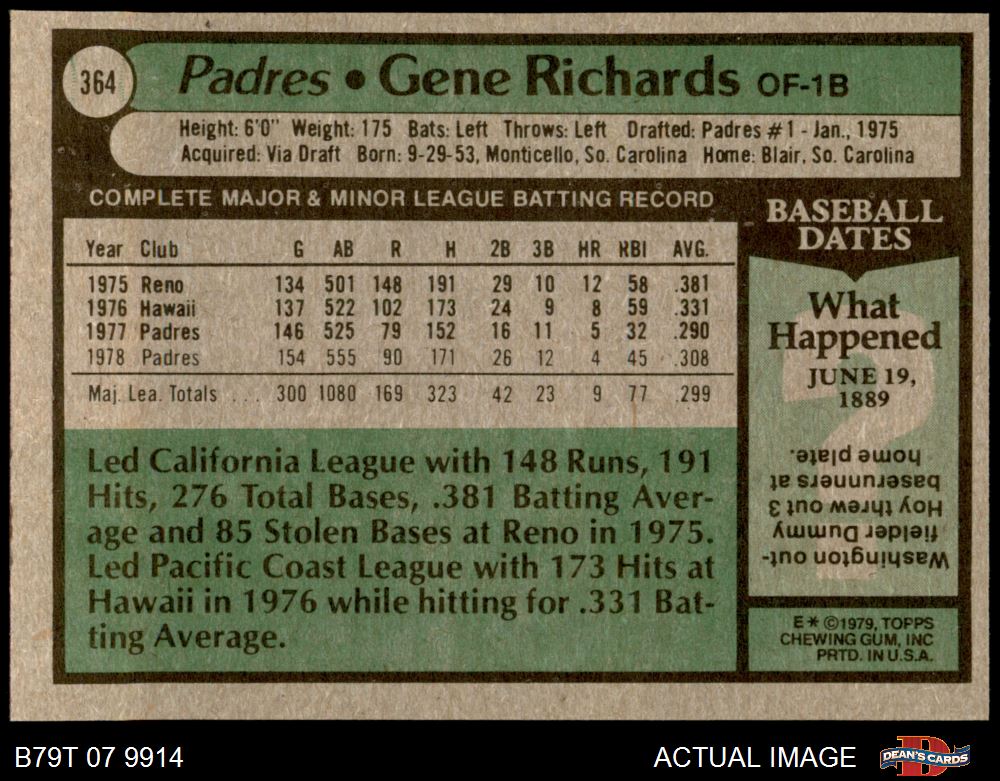 364
Padres • Gene Richards OF-1B
Height: 6'0" Weight: 175 Bats: Left Throws: Left Drafted: Padres #1 - Jan., 1975
Acquired: Via Draft Born: 9-29-53, Monticello, So. Carolina Home: Blair, So. Carolina
COMPLETE MAJOR & MINOR LEAGUE BATTING RECORD
Year Club G AB R H 2B 3B HR RBI AVG.
1975 Reno 134 501 148 191 29 10 12 58 .381
1976 Hawaii 137 522 102 173 24 9 8 59 .331
1977 Padres 146 525 79 152 16 11 5 32 .290
1978 Padres 154 555 90 171 26 12 4 45 .308
Maj. Lea. Totals . . . 300 1080 169 323 42 23 9 77 .299
Led California League with 148 Runs, 191
Hits, 276 Total Bases, .381 Batting Aver-
age and 85 Stolen Bases at Reno in 1975.
Led Pacific Coast League with 173 Hits at
Hawaii in 1976 while hitting for .331 Bat-
ting Average.
BASEBALL
DATES
What
Happened
JUNE 19,
1889
?
Washington out-
fielder Dummy
Hoy threw out 3
baserunners at
home plate.
E* ©1979, TOPPS
CHEWING GUM, INC
PRTD. IN U.S.A.
B79T 07 9914
ACTUAL IMAGE
D
DEAN'S CARDS